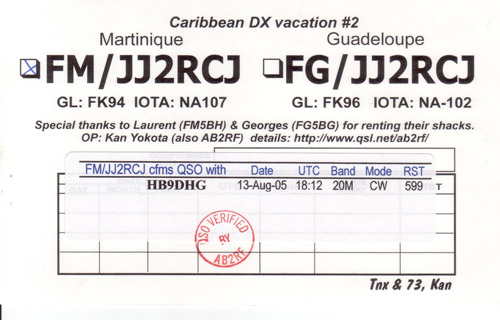 Caribbean DX vacation #2
Martinique Guadeloupe
FM/JJ2RCJ FG/JJ2RCJ
GL: FK94 IOTA: NA107 GL: FK96 IOTA: NA-102
Special thanks to Laurent (FM5BH) & Georges (FG5BG) for renting their shacks.
OP: Kan Yokota (also AB2RF) details: http://www.qsl.net/ab2rf/
FM/JJ2RCJ cfms QSO with Date UTC Band Mode RST
HB9DHG 13-Aug-05 18:12 20M CW 599
QSO VERIFIED
BY
AB2RF
Tnx & 73, Kan